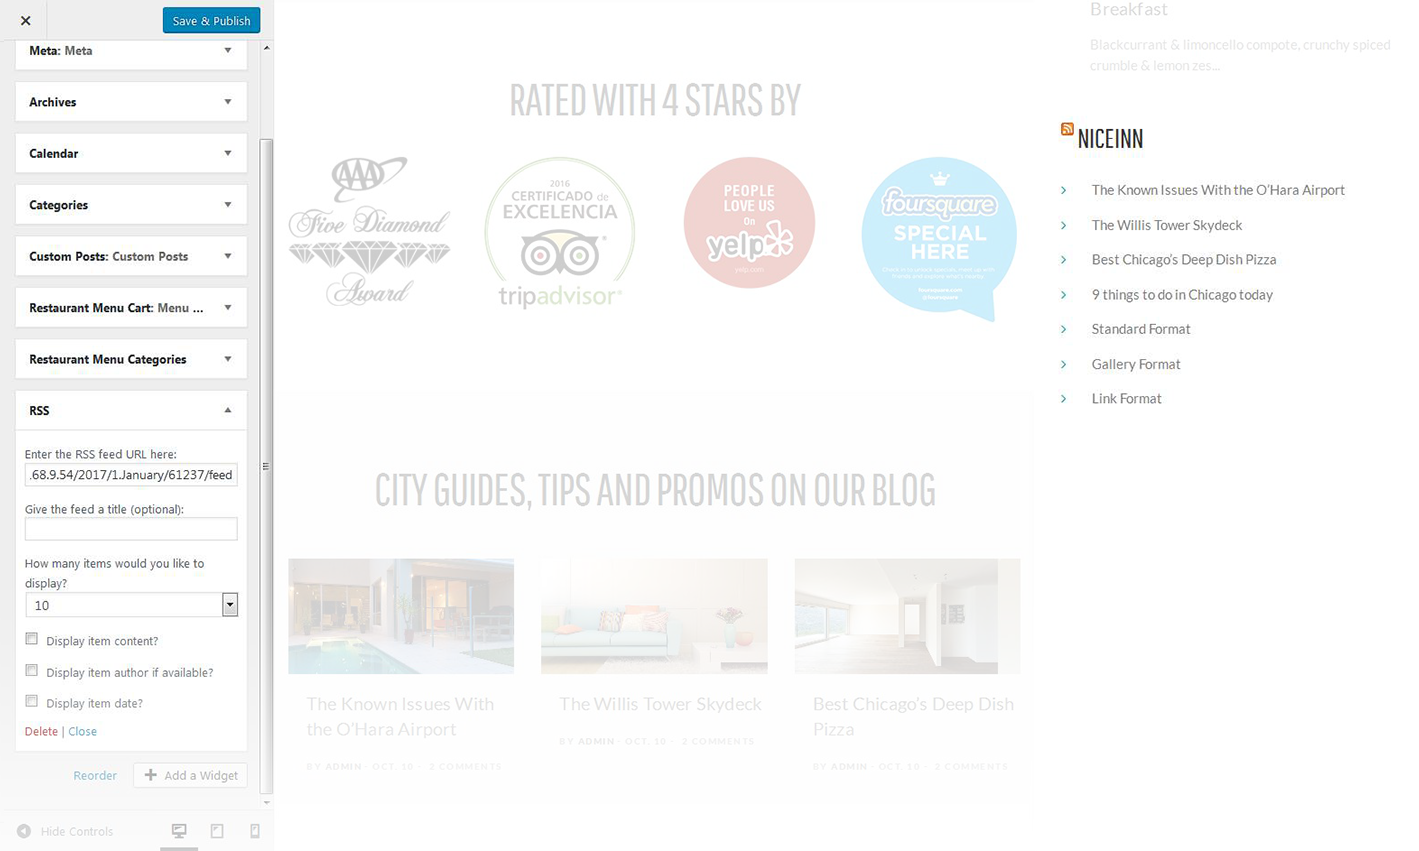 Save & Publish
Meta: Meta
Archives
Calendar
Categories
Custom Posts: Custom Posts
Restaurant Menu Cart: Menu ...
Restaurant Menu Categories
RSS
Enter the RSS feed URL here:
.68.9.54/2017/1.January/61237/feed
Give the feed a title (optional):
How many items would you like to
display?
10
Display item content?
Display item author if available?
Display item date?
Delete | Close
Reorder
Add a Widget
Hide Controls
RATED WITH 4 STARS BY
AAA
Five Diamond
Award
2016
CERTIFICADO de
EXCELENCIA
tripadvisor®
PEOPLE
LOVE US
On
yelp
yelp.com
foursquare
SPECIAL
HERE
foursquare.com
@foursquare
CITY GUIDES, TIPS AND PROMOS ON OUR BLOG
The Known Issues With
the O’Hara Airport
BY ADMIN · OCT, 10 · 2 COMMENTS
The Willis Tower Skydeck
BY ADMIN · OCT, 10 · 2 COMMENTS
Best Chicago’s Deep Dish
Pizza
BY ADMIN · OCT, 10 · 3 COMMENTS
Breakfast
Blackcurrant & limoncello compote, crunchy spiced
crumble & lemon zes...
NICEINN
The Known Issues With the O’Hara Airport
The Willis Tower Skydeck
Best Chicago’s Deep Dish Pizza
9 things to do in Chicago today
Standard Format
Gallery Format
Link Format